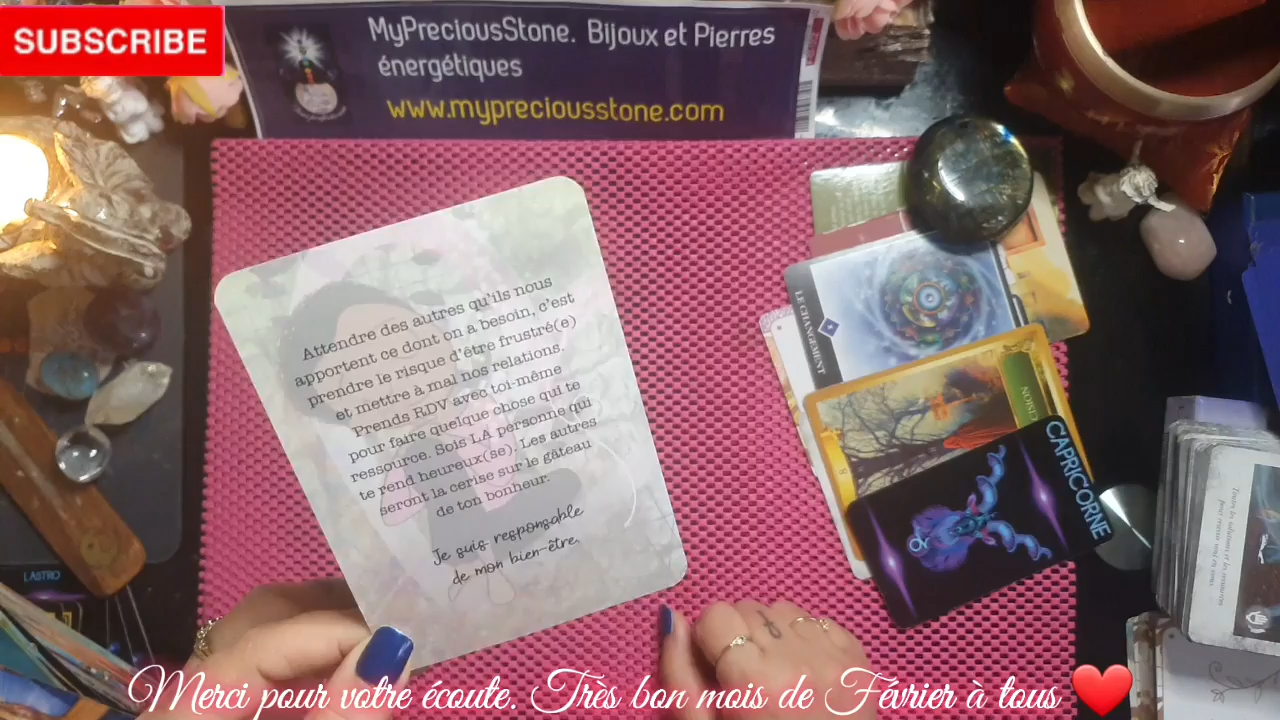 SUBSCRIBE
MyPreciousStone. Bijoux et Pierres
énergétiques
www.mypreciousstone.com
Attendre des autres qu'ils nous
apportent ce dont on a besoin, c'est
prendre le risque d'être frustré(e)
et mettre à mal nos relations.
Prends RDV avec toi-même
pour faire quelque chose qui te
ressource. Sois LA personne qui
te rend heureux(se). Les autres
seront la cerise sur le gâteau
de ton bonheur.
Je suis responsable
de mon bien-être.
LE CHANGEMENT
CISION
8
CAPRICORNE
LASTRO
Merci pour votre écoute. Très bon mois de Février à tous ❤️